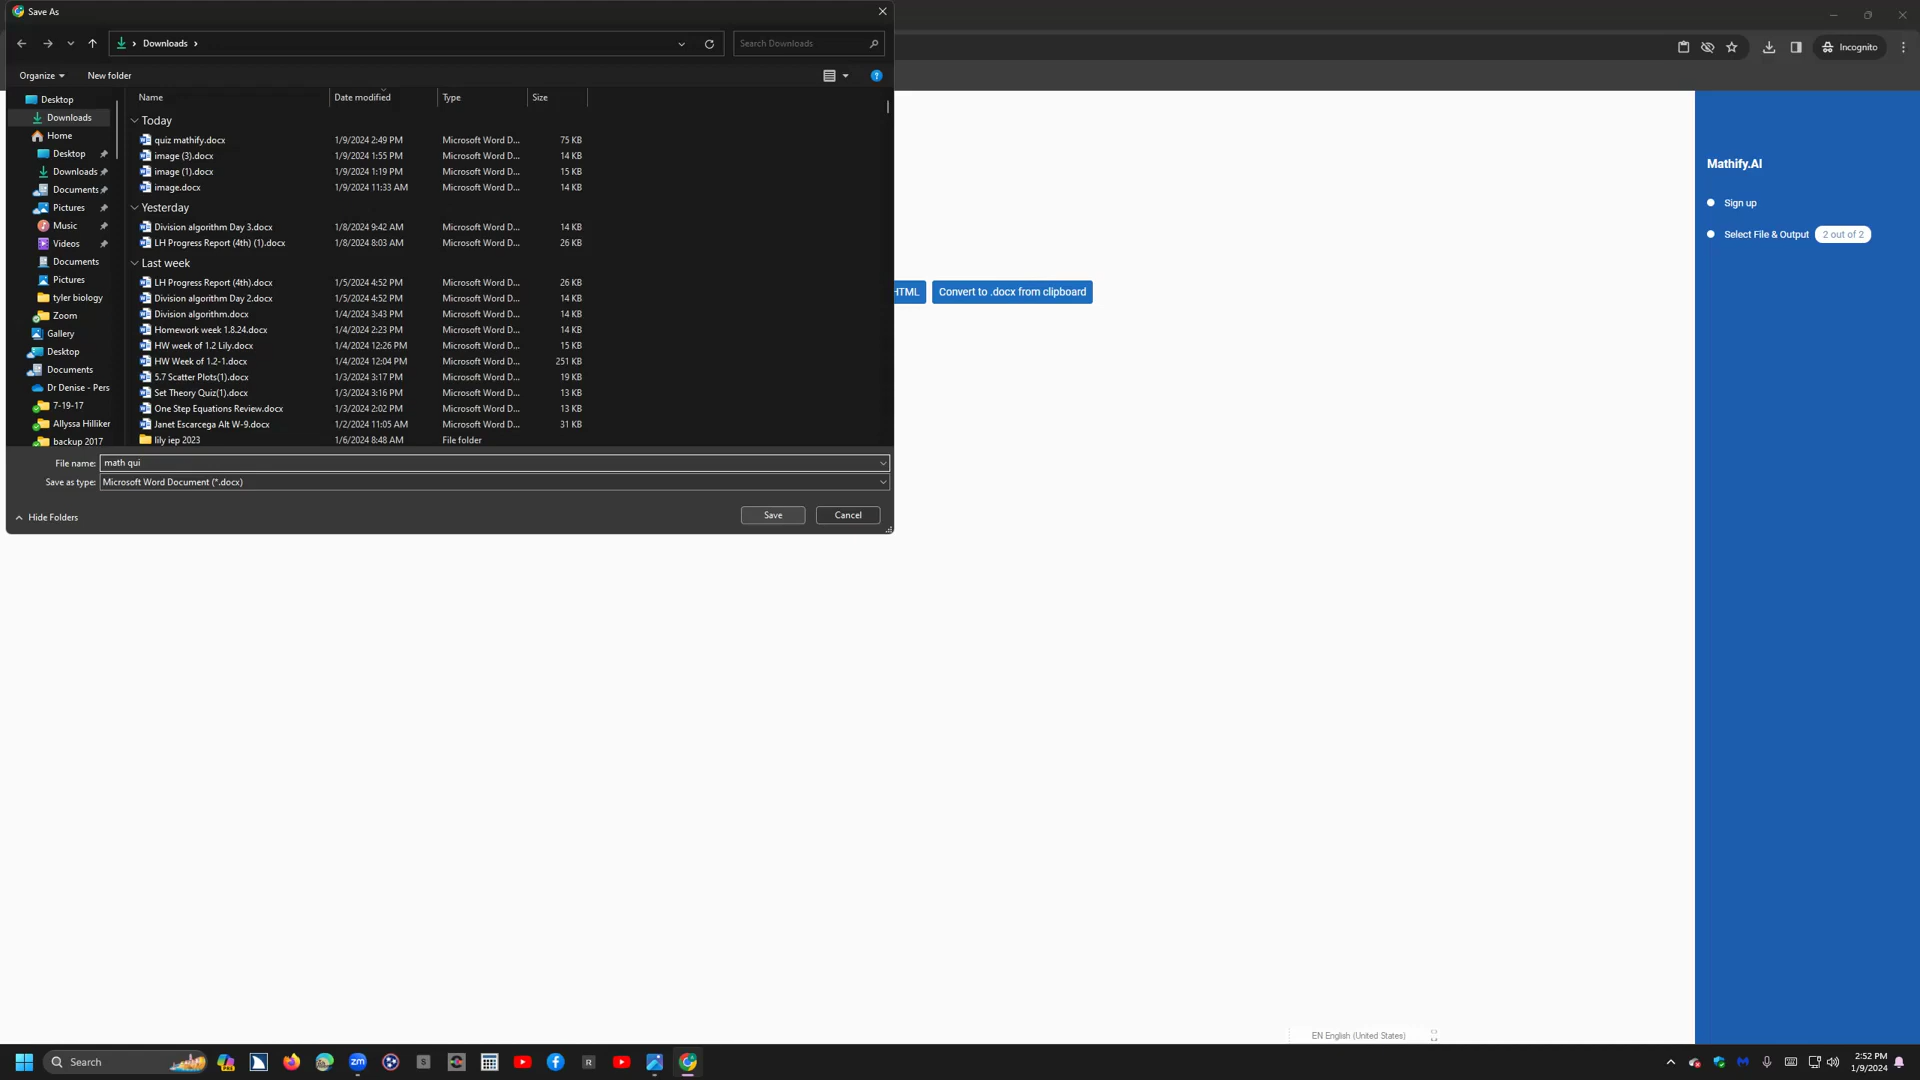 Save As
Downloads
Search Downloads
Incognito
Organize
New folder
Name Date modified Type Size
Desktop
Downloads
Home
Desktop
Downloads
Documents
Pictures
Music
Videos
Documents
Pictures
tyler biology
Zoom
Gallery
Desktop
Documents
Dr Denise - Pers
7-19-17
Allyssa Hilliker
backup 2017
Today
quiz mathify.docx 1/9/2024 2:49 PM Microsoft Word D... 75 KB
image (3).docx 1/9/2024 1:55 PM Microsoft Word D... 14 KB
image (1).docx 1/9/2024 1:19 PM Microsoft Word D... 15 KB
image.docx 1/9/2024 11:33 AM Microsoft Word D... 14 KB
Yesterday
Division algorithm Day 3.docx 1/8/2024 9:42 AM Microsoft Word D... 14 KB
LH Progress Report (4th) (1).docx 1/8/2024 8:03 AM Microsoft Word D... 26 KB
Last week
LH Progress Report (4th).docx 1/5/2024 4:52 PM Microsoft Word D... 26 KB
Division algorithm Day 2.docx 1/5/2024 4:52 PM Microsoft Word D... 14 KB
Division algorithm.docx 1/4/2024 3:43 PM Microsoft Word D... 14 KB
Homework week 1.8.24.docx 1/4/2024 2:23 PM Microsoft Word D... 14 KB
HW week of 1.2 Lily.docx 1/4/2024 12:26 PM Microsoft Word D... 15 KB
HW Week of 1.2-1.docx 1/4/2024 12:04 PM Microsoft Word D... 251 KB
5.7 Scatter Plots(1).docx 1/3/2024 3:17 PM Microsoft Word D... 19 KB
Set Theory Quiz(1).docx 1/3/2024 3:16 PM Microsoft Word D... 13 KB
One Step Equations Review.docx 1/3/2024 2:02 PM Microsoft Word D... 13 KB
Janet Escarcega Alt W-9.docx 1/2/2024 11:05 AM Microsoft Word D... 31 KB
lily iep 2023 1/6/2024 8:48 AM File folder
File name: math qui
Save as type: Microsoft Word Document (*.docx)
Hide Folders
Save
Cancel
HTML
Convert to .docx from clipboard
Mathify.AI
Sign up
Select File & Output 2 out of 2
EN English (United States)
Search
zm
S
R
2:52 PM
1/9/2024